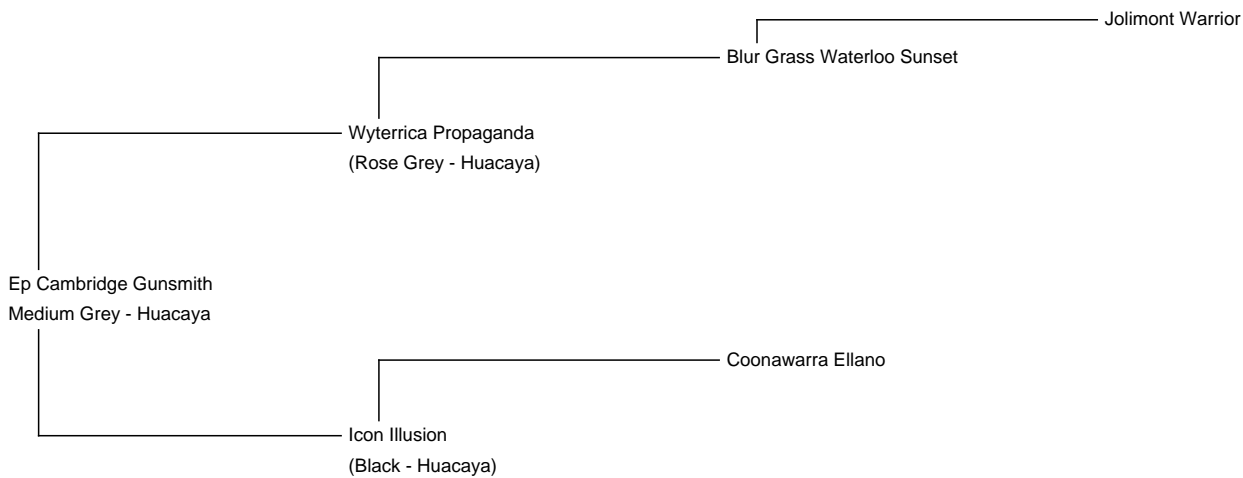 Jolimont Warrior
Blur Grass Waterloo Sunset
Wyterrica Propaganda
(Rose Grey - Huacaya)
Ep Cambridge Gunsmith
Medium Grey - Huacaya
Coonawarra Ellano
Icon Illusion
(Black - Huacaya)